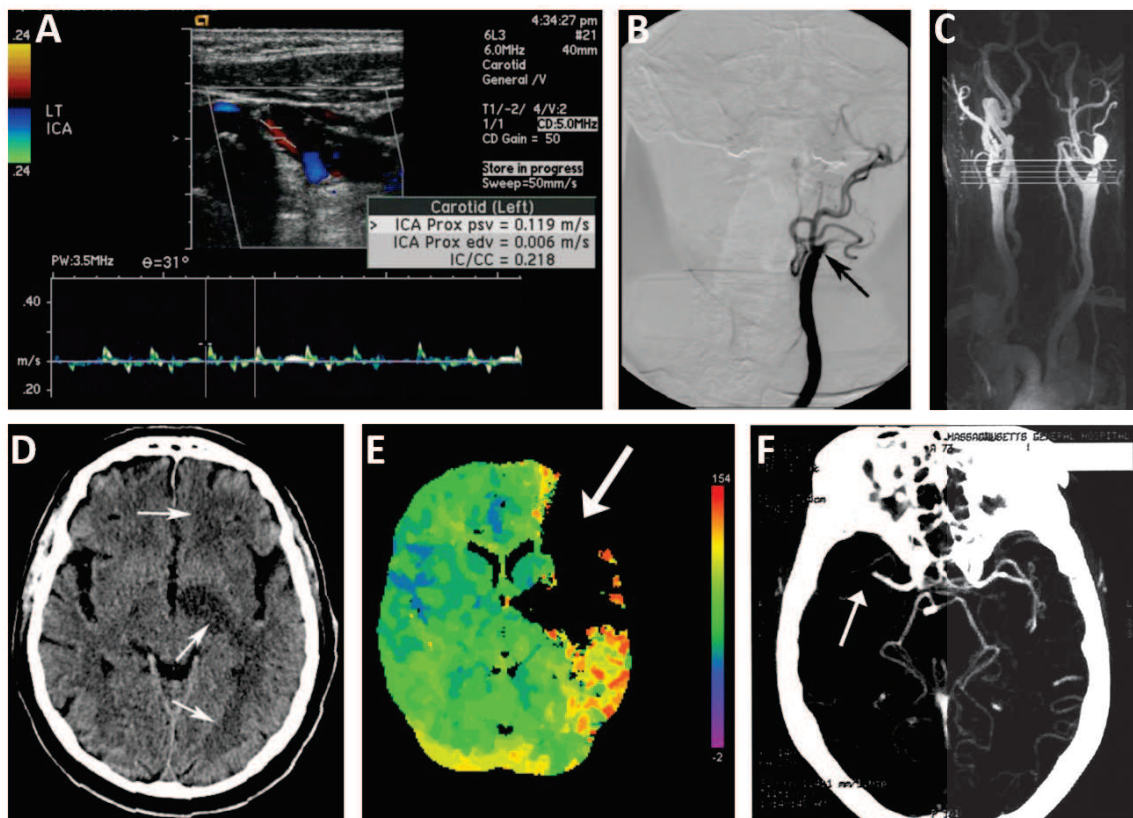 A
.24
LT
ICA
.24
4:34:27 pm
6L3 #21
6.0MHz 40mm
Carotid
General /V
T1/-2/ 4/V:2
1/1 CD:5.0MHz
CD Gain = 50
Store in progress
Sweep=50mm/s
Carotid (Left)
> ICA Prox psv = 0.119 m/s
ICA Prox edv = 0.006 m/s
IC/CC = 0.218
PW:3.5MHz θ=31°
.40
m/s
.20
B
C
D
E
154
-2
F
MASSACHUSETTS GENERAL HOSPITAL
A 73